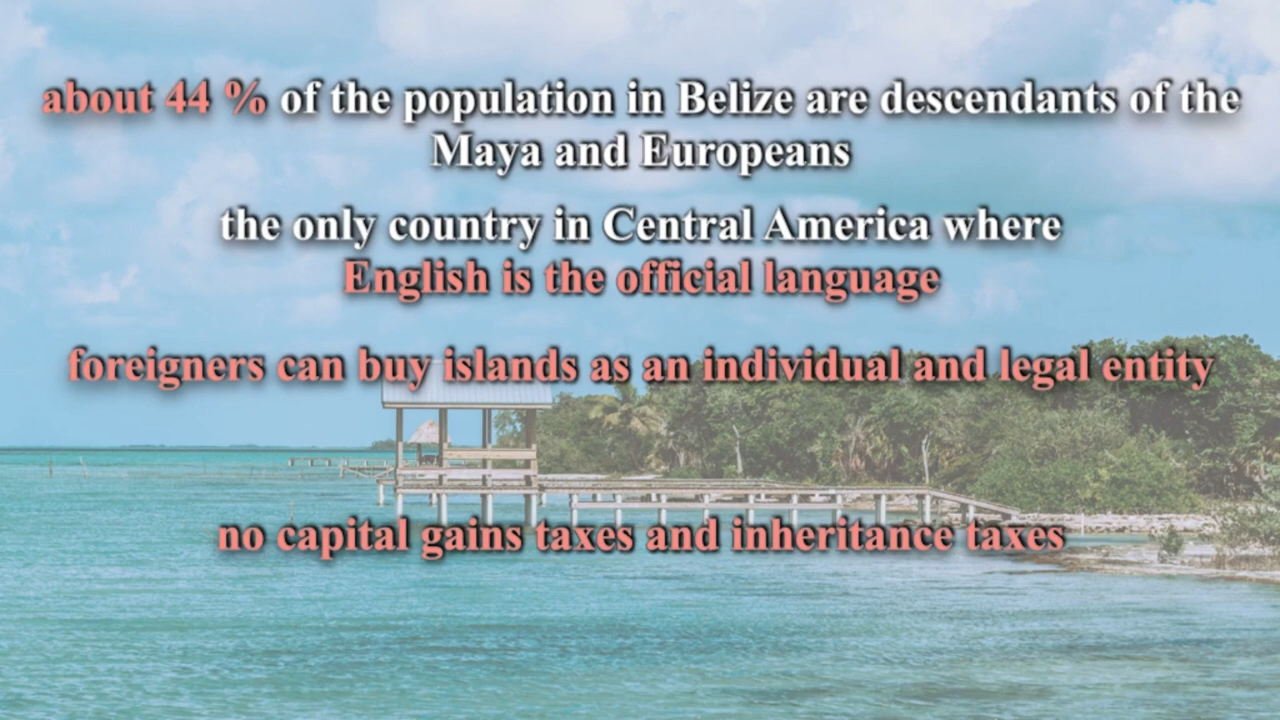 about 44 % of the population in Belize are descendants of the
Maya and Europeans
the only country in Central America where
English is the official language
foreigners can buy islands as an individual and legal entity
no capital gains taxes and inheritance taxes